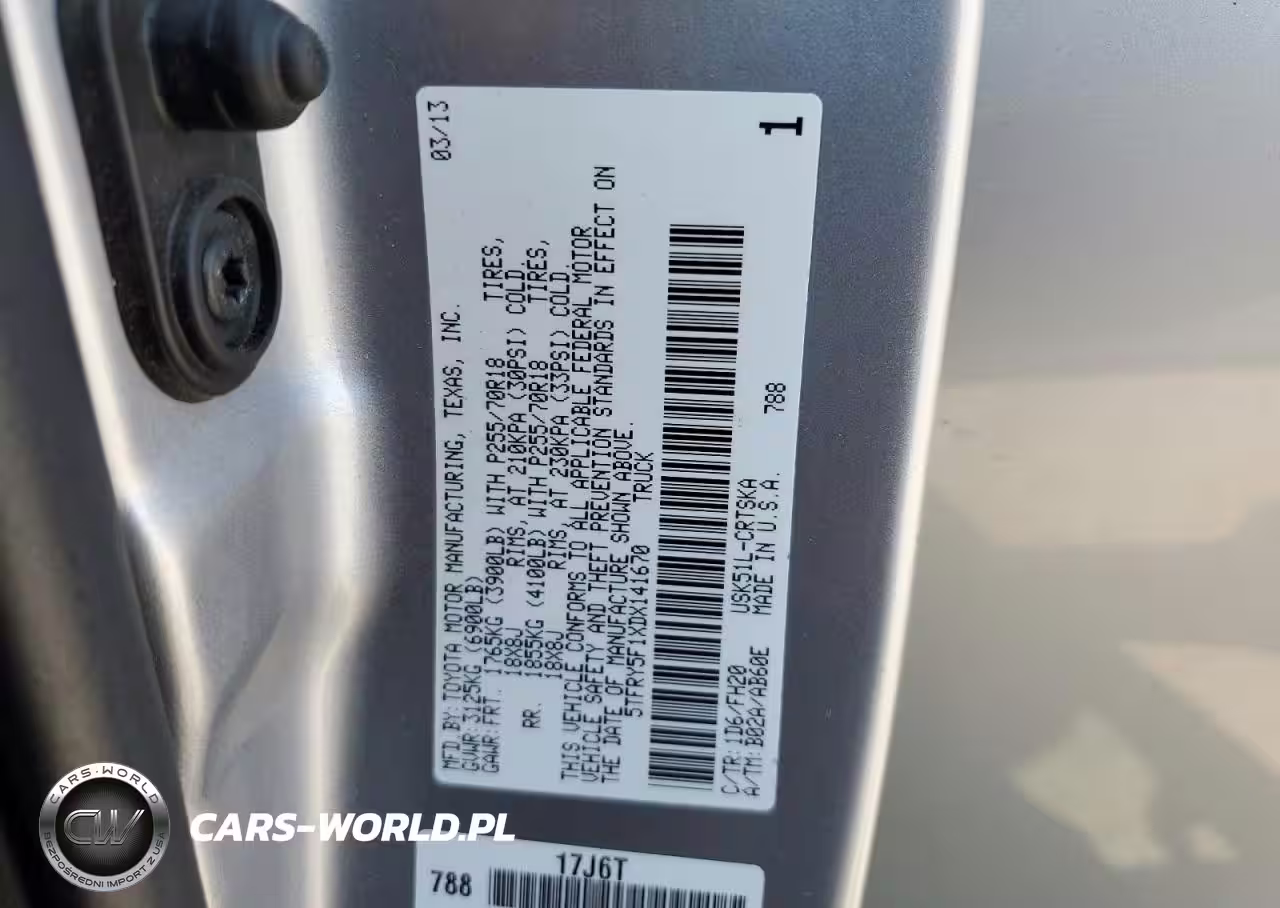 03/13
1
MFD BY: TOYOTA MOTOR MANUFACTURING, TEXAS, INC.
GVWR: 3125KG (6900LB)
GAWR: FRT. 1765KG (3900LB) WITH P255/70R18 TIRES,
18X8J RIMS, AT 210KPA (30PSI) COLD.
RR. 1855KG (4100LB) WITH P255/70R18 TIRES,
18X8J RIMS, AT 230KPA (33PSI) COLD.
THIS VEHICLE CONFORMS TO ALL APPLICABLE FEDERAL MOTOR
VEHICLE SAFETY AND THEFT PREVENTION STANDARDS IN EFFECT ON
THE DATE OF MANUFACTURE SHOWN ABOVE.
5TFRY5F1XDX141670 TRUCK
C/TR: 1D6/FH20 USK51L-CRTSKA 788
A/TM: B02A/AB60E MADE IN U.S.A.
17J6T
788
CARS-WORLD
CW
BEZPOŚREDNI IMPORT Z USA
CARS-WORLD.PL